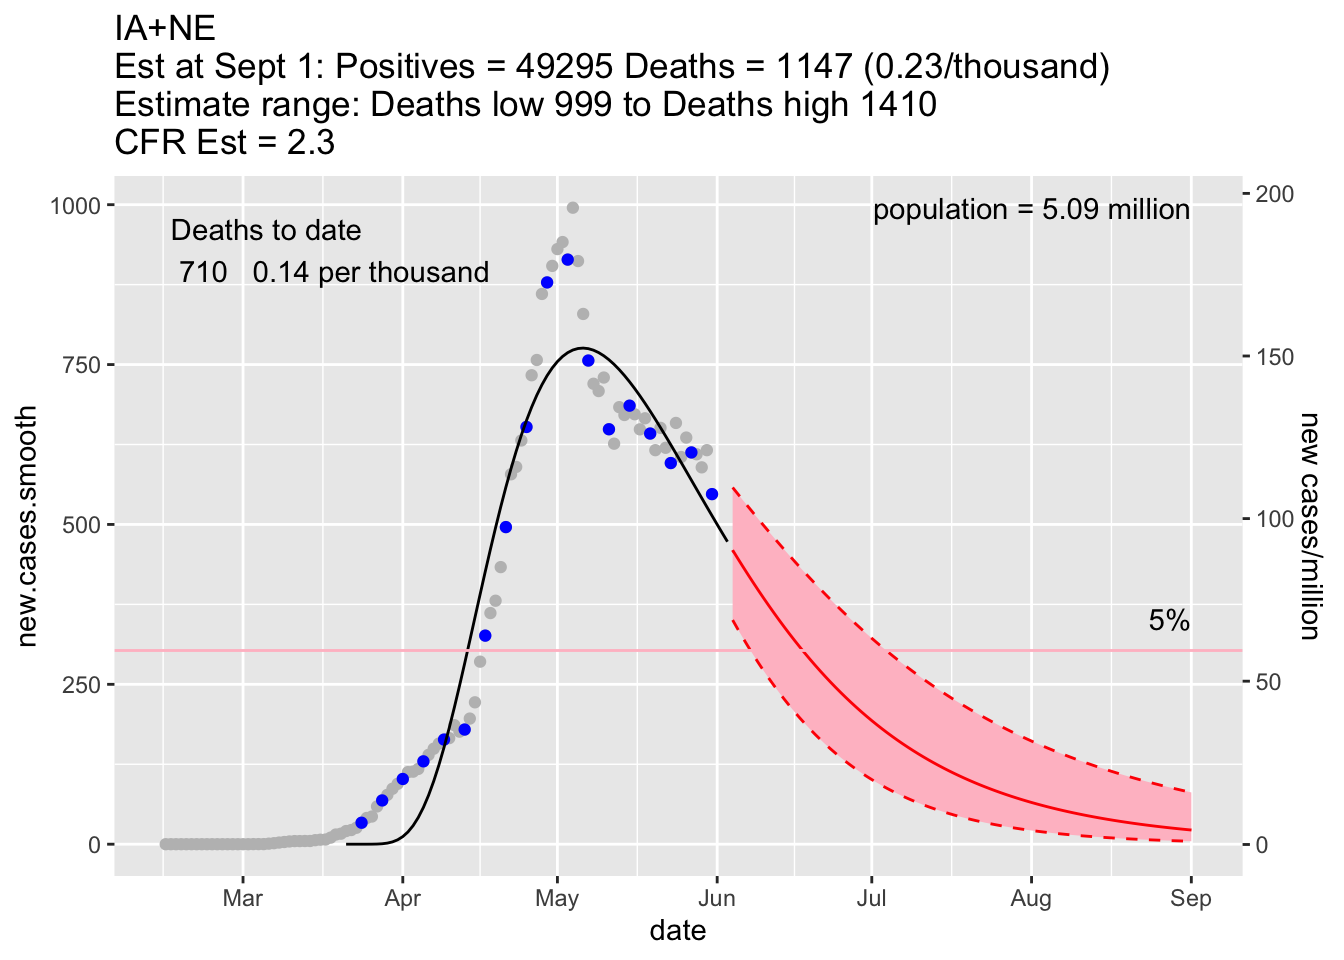 IA+NE
Est at Sept 1: Positives = 49295 Deaths = 1147 (0.23/thousand)
Estimate range: Deaths low 999 to Deaths high 1410
CFR Est = 2.3
Deaths to date
710 0.14 per thousand
population = 5.09 million
5%
new.cases.smooth
1000
750
500
250
0
new cases/million
200
150
100
50
0
Mar Apr May Jun Jul Aug Sep
date